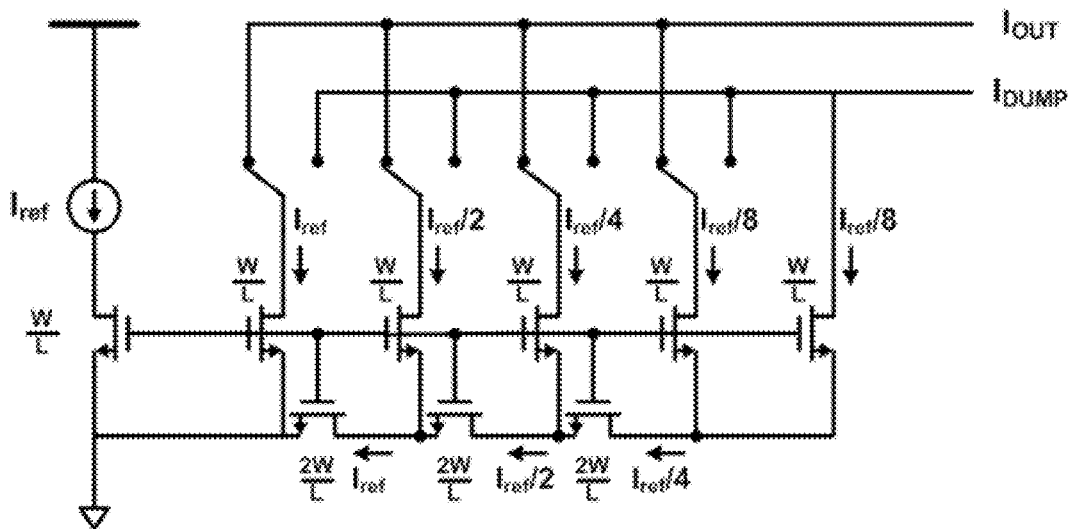 I_OUT
I_DUMP
I_ref
I_ref
I_ref/2
I_ref/4
I_ref/8
I_ref/8
W/L
W/L
W/L
W/L
W/L
W/L
2W/L
I_ref
2W/L
I_ref/2
2W/L
I_ref/4